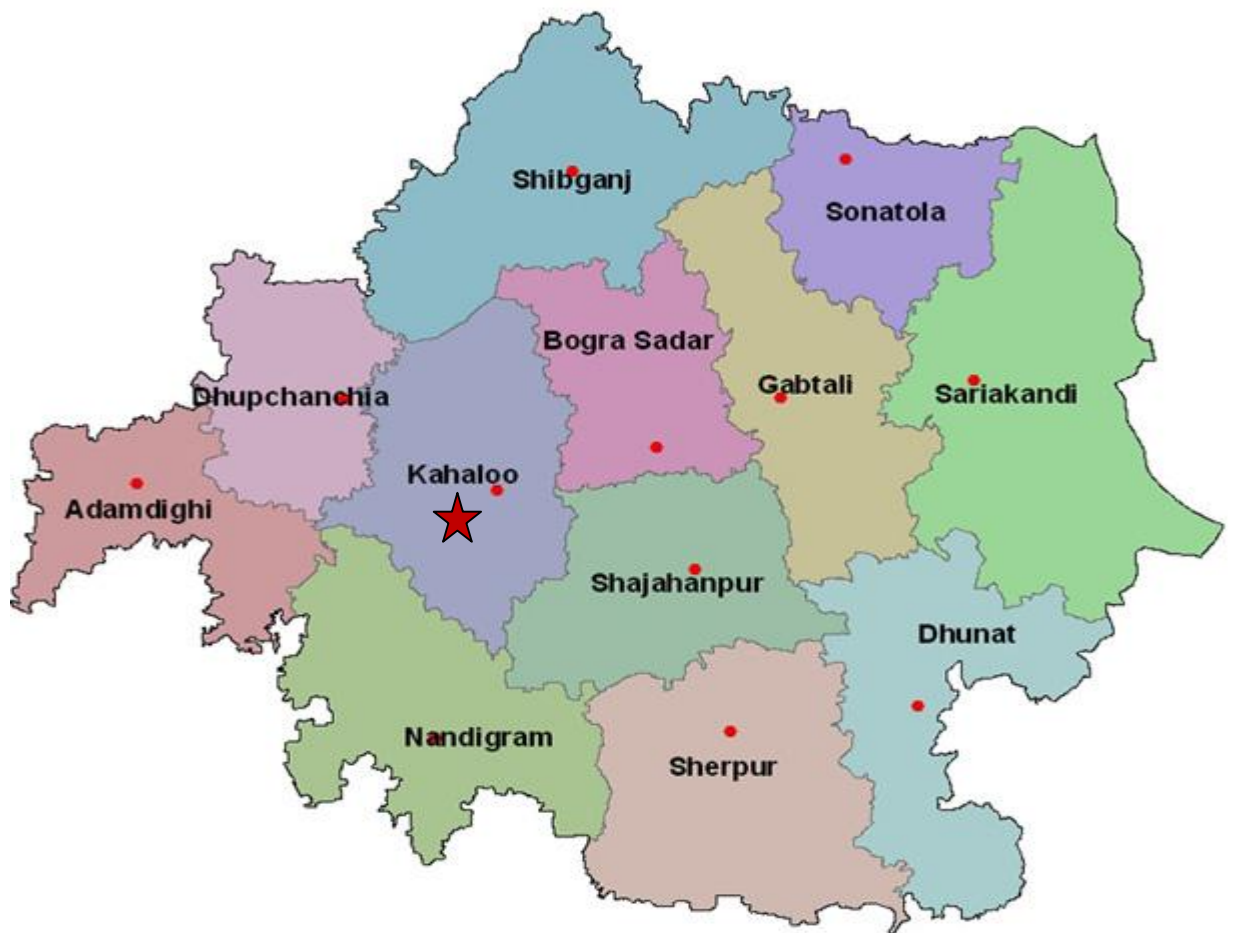 Shibganj
Sonatola
Bogra Sadar
Gabtali
Sariakandi
Dhupchanchia
Kahaloo
Adamdighi
Shajahanpur
Dhunat
Nandigram
Sherpur